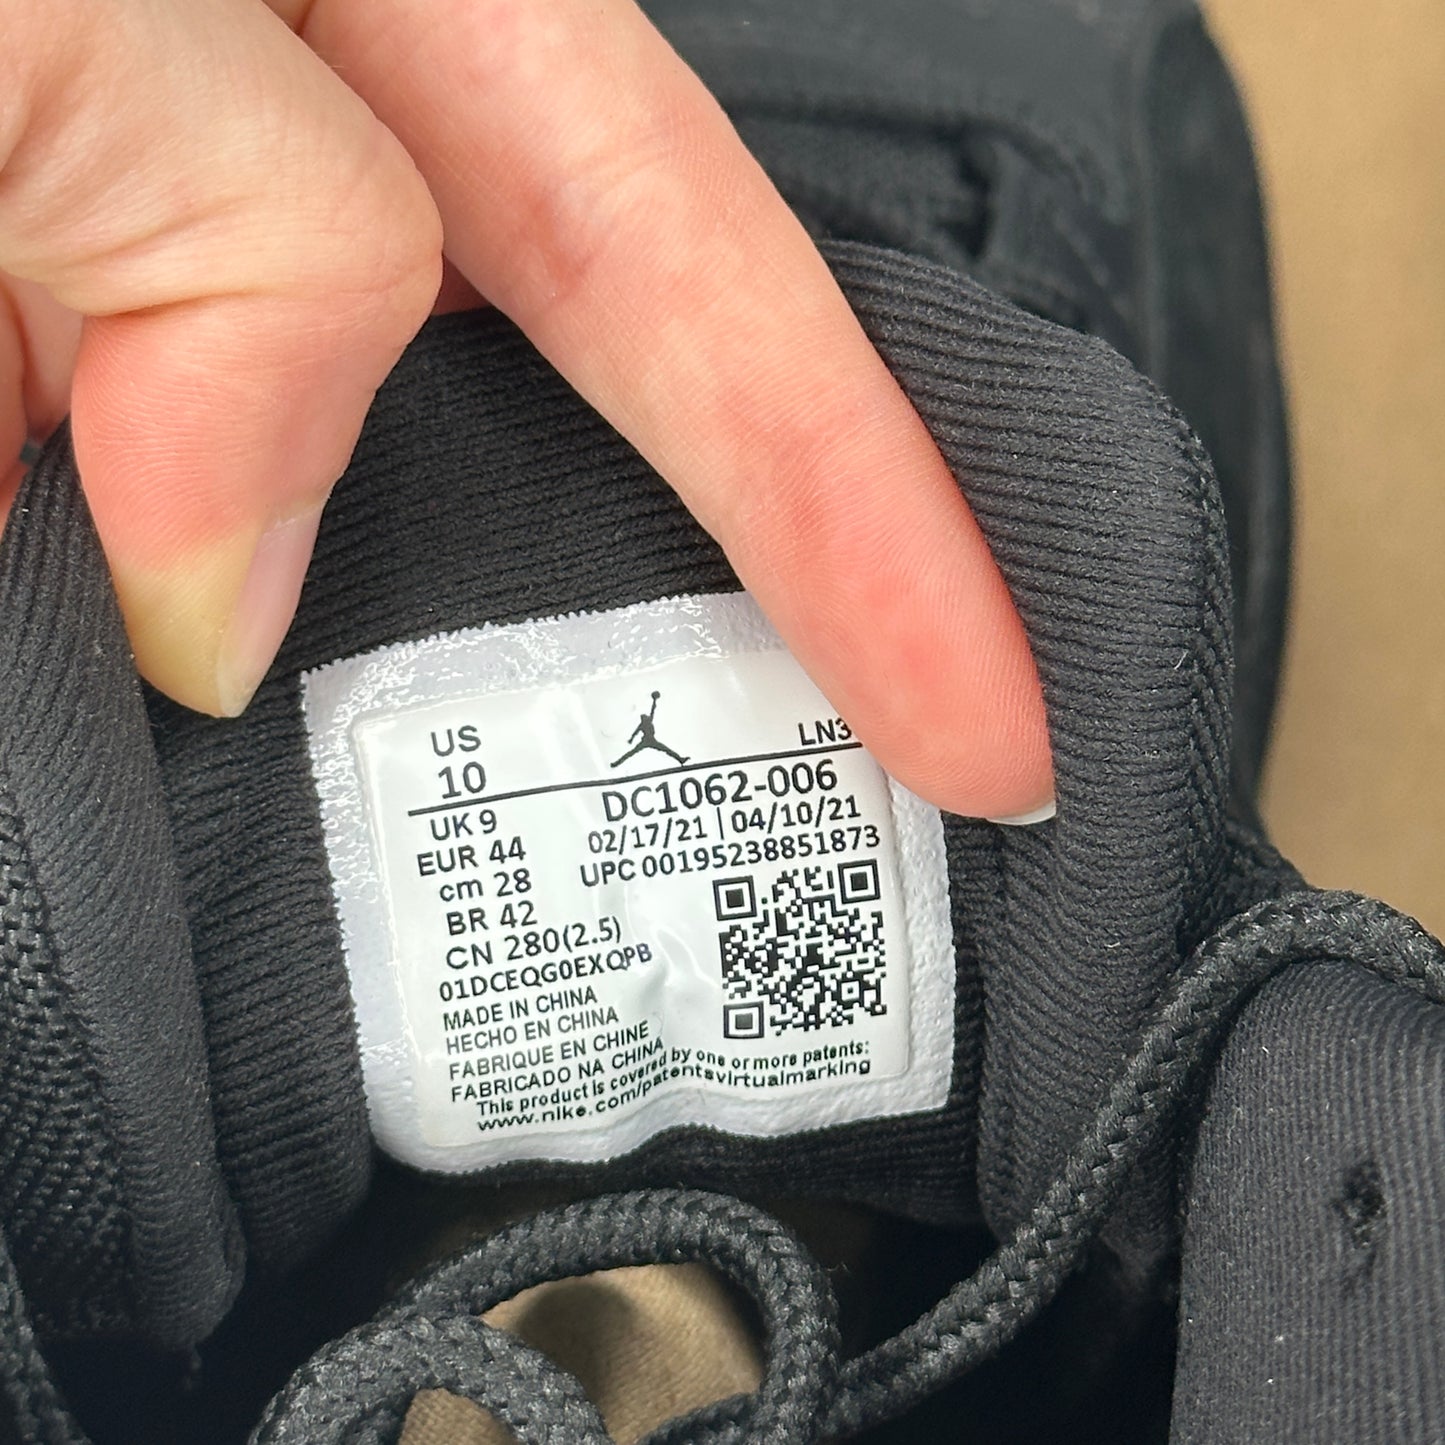 US
10
LN3
UK 9
EUR 44
cm 28
BR 42
CN 280(2.5)
01DCEQG0EXQPB
DC1062-006
02/17/21 | 04/10/21
UPC 00195238851873
MADE IN CHINA
HECHO EN CHINA
FABRIQUE EN CHINE
FABRICADO NA CHINA
This product is covered by one or more patents:
www.nike.com/patentsvirtualmarking